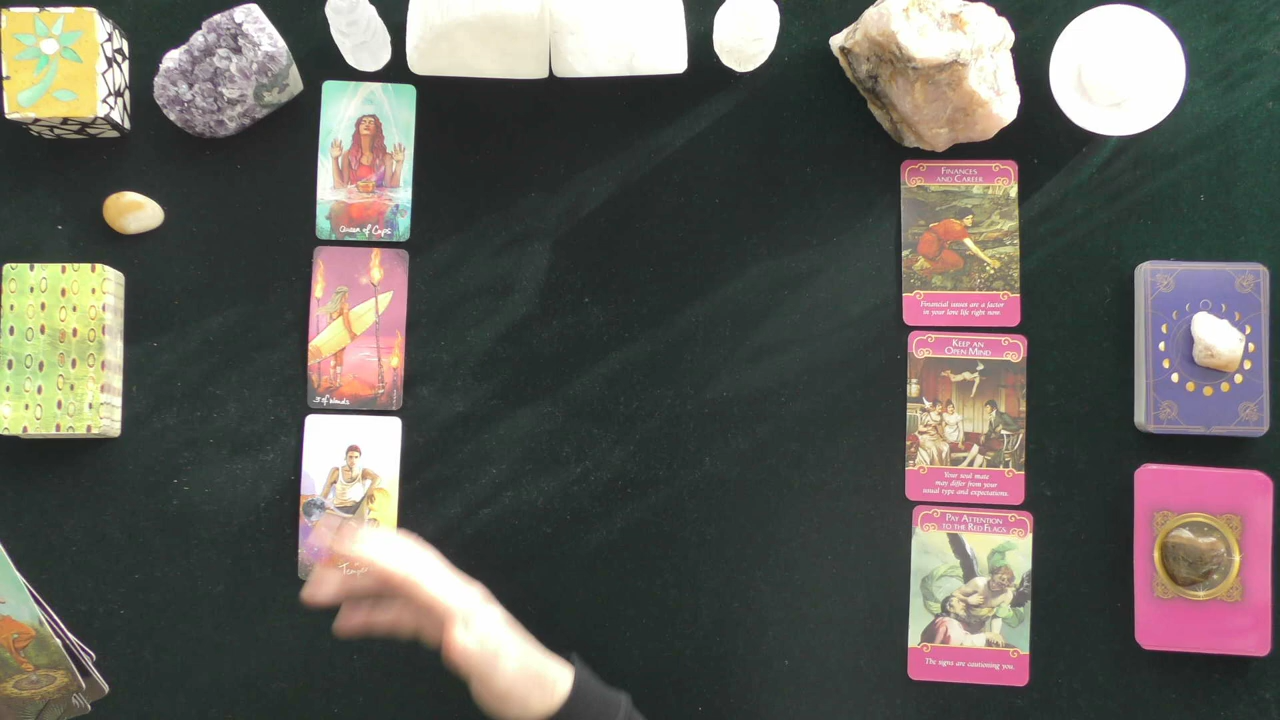 Queen of Cups
3 of Wands
FINANCES
AND CAREER
Financial issues are a factor
in your love life right now
KEEP AN
OPEN MIND
Your soul mate
may differ from your
usual type and expectations.
PAY ATTENTION
TO THE RED FLAGS
The signs are cautioning you.